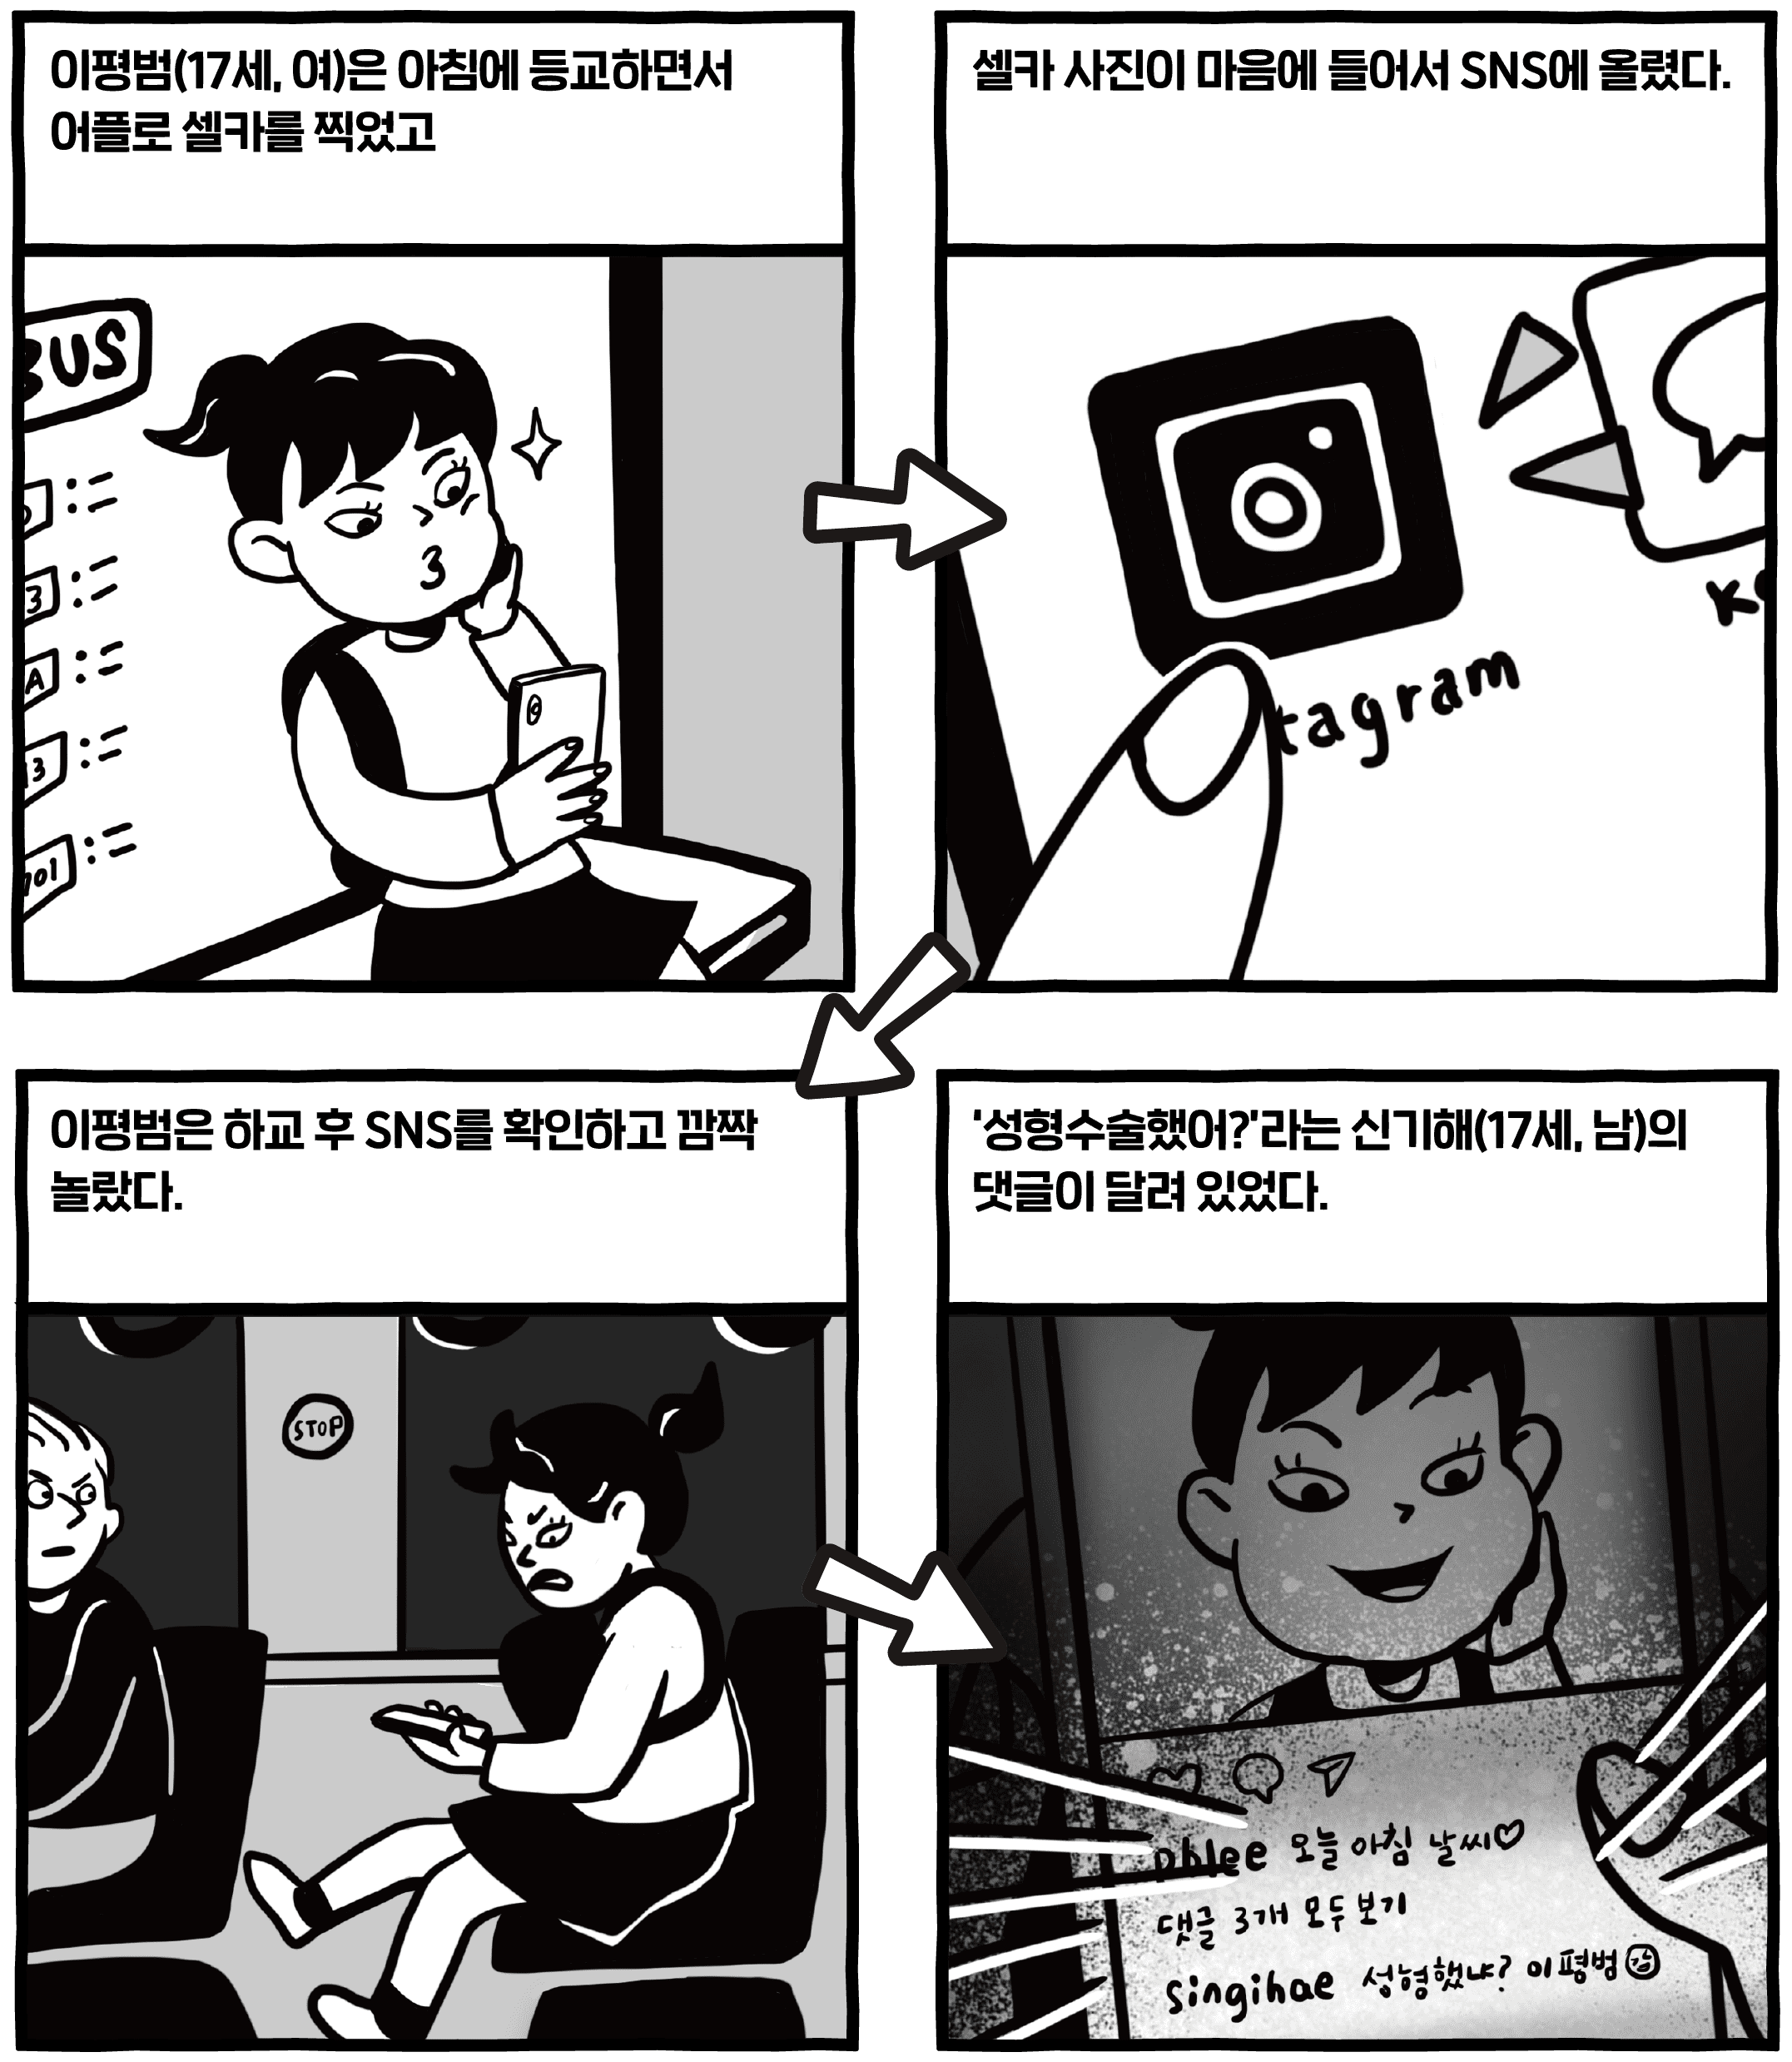 이평범(17세, 여)은 아침에 등교하면서
어플로 셀카를 찍었고
셀카 사진이 마음에 들어서 SNS에 올렸다.
3
A
3
tagram
이평범은 하교 후 SNS를 확인하고 깜짝
놀랐다.
STOP
‘성형수술했어?’라는 신기해(17세, 남)의
댓글이 달려 있었다.
phlee 오늘 아침 날씨♡
댓글 3개 모두 보기
singihae 성형했냐? 이평범